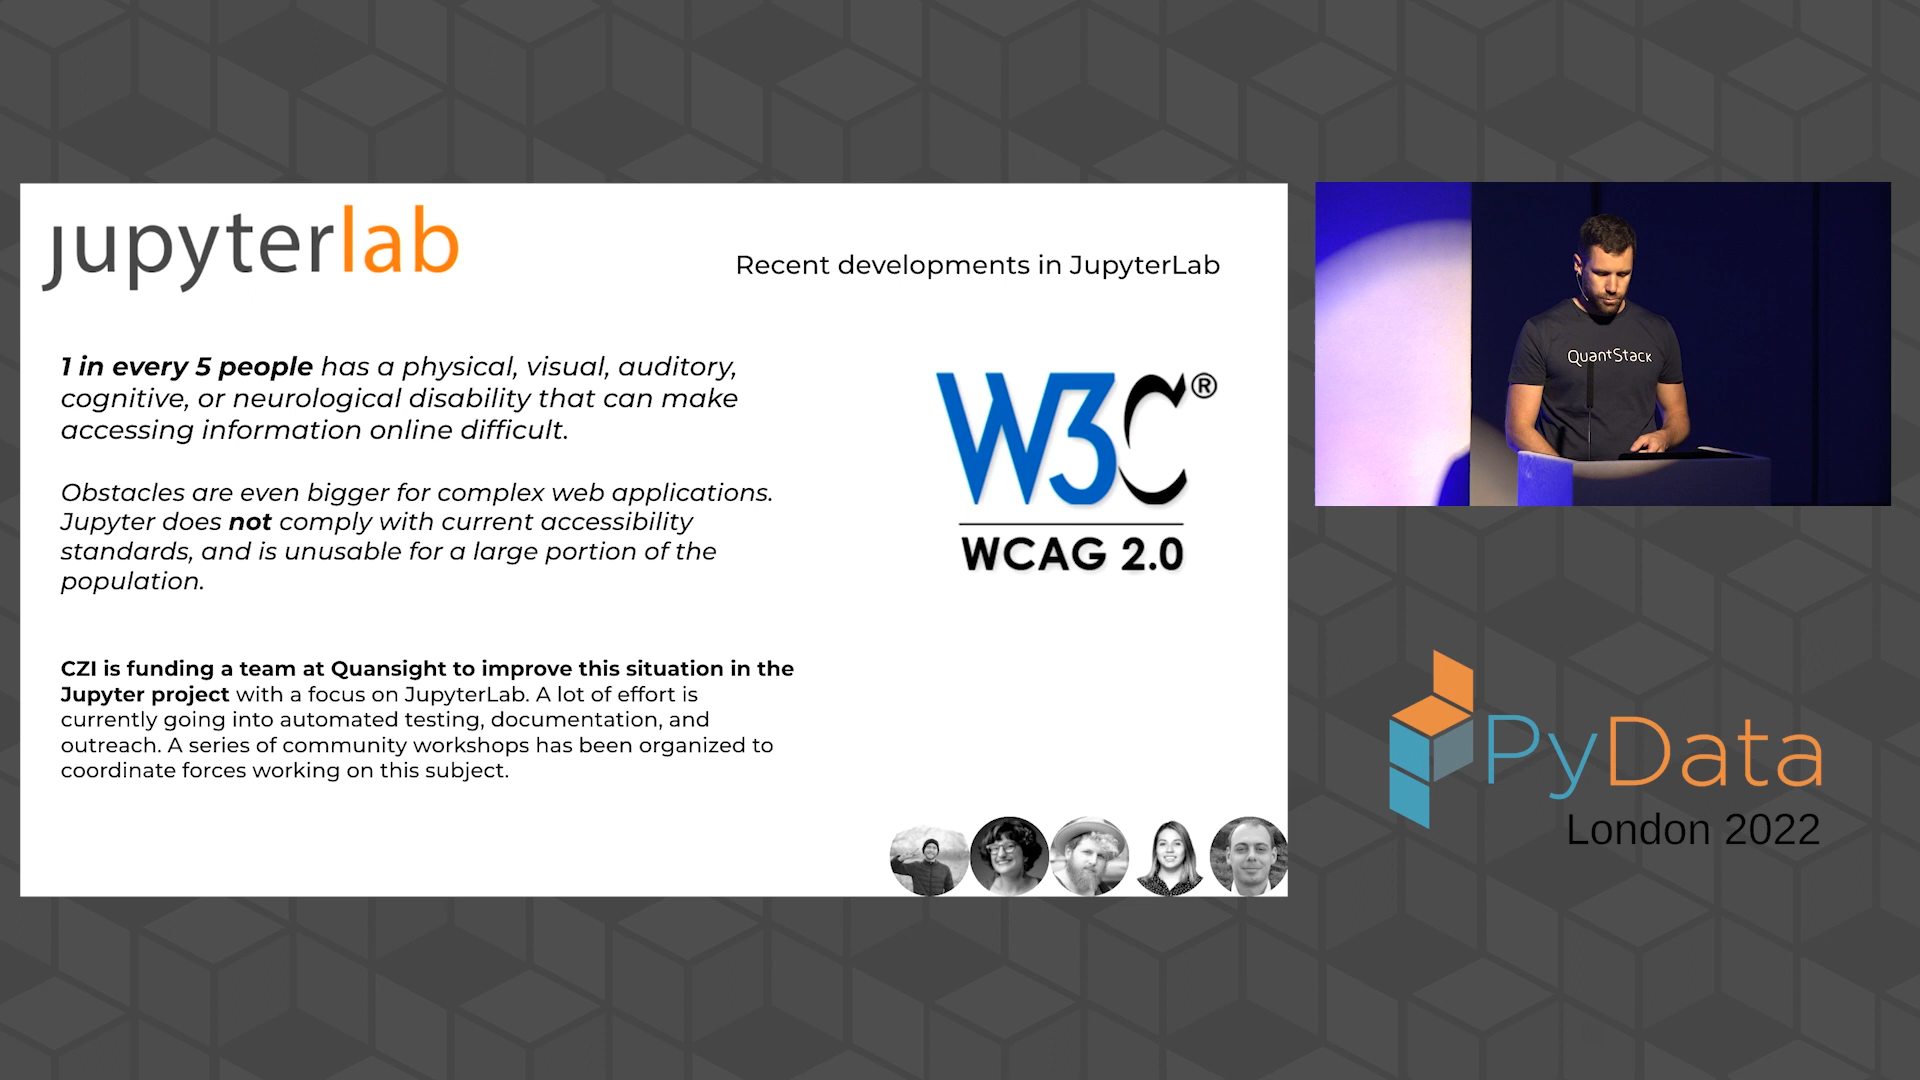 jupyterlab
Recent developments in JupyterLab
1 in every 5 people has a physical, visual, auditory,
cognitive, or neurological disability that can make
accessing information online difficult.
Obstacles are even bigger for complex web applications.
Jupyter does not comply with current accessibility
standards, and is unusable for a large portion of the
population.
CZI is funding a team at Quansight to improve this situation in the
Jupyter project with a focus on JupyterLab. A lot of effort is
currently going into automated testing, documentation, and
outreach. A series of community workshops has been organized to
coordinate forces working on this subject.
W3C®
WCAG 2.0
QuantStack
PyData
London 2022